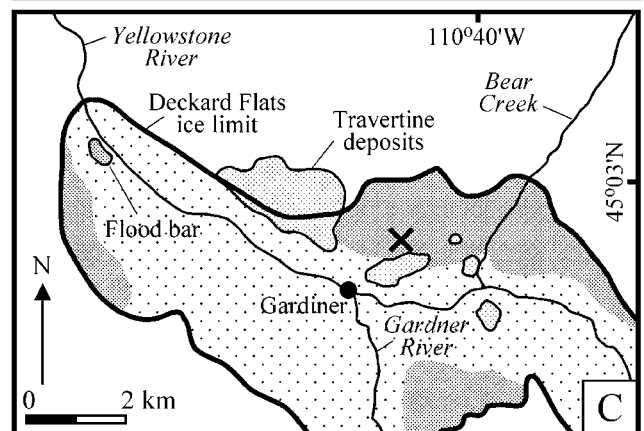 Yellowstone
River
110°40'W
Bear
Creek
Deckard Flats
ice limit
Travertine
deposits
45°03'N
Flood bar
N
Gardiner
Gardner
River
0 2 km
C